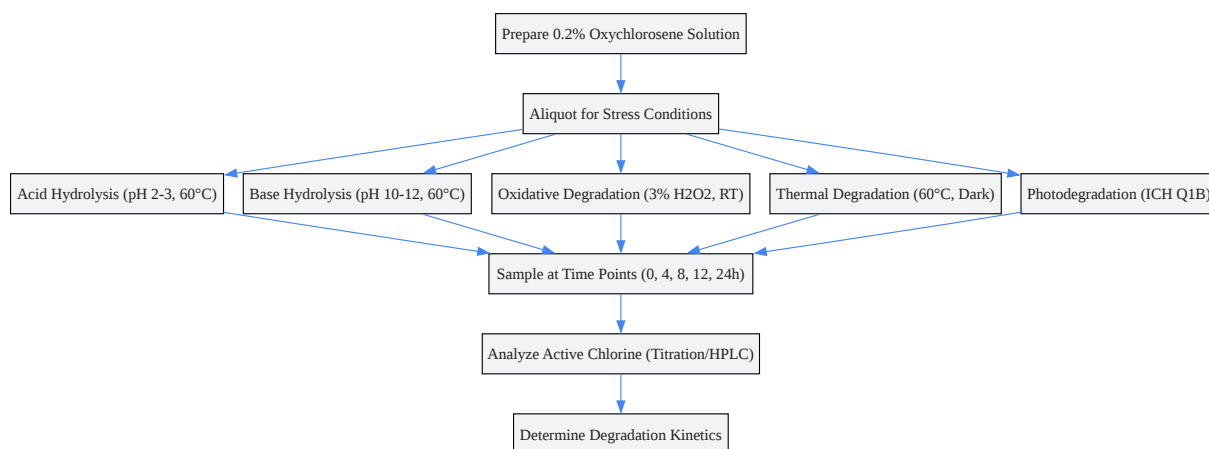 Prepare 0.2% Oxychlorosene Solution
Aliquot for Stress Conditions
Acid Hydrolysis (pH 2-3, 60°C)
Base Hydrolysis (pH 10-12, 60°C)
Oxidative Degradation (3% H2O2, RT)
Thermal Degradation (60°C, Dark)
Photodegradation (ICH Q1B)
Sample at Time Points (0, 4, 8, 12, 24h)
Analyze Active Chlorine (Titration/HPLC)
Determine Degradation Kinetics